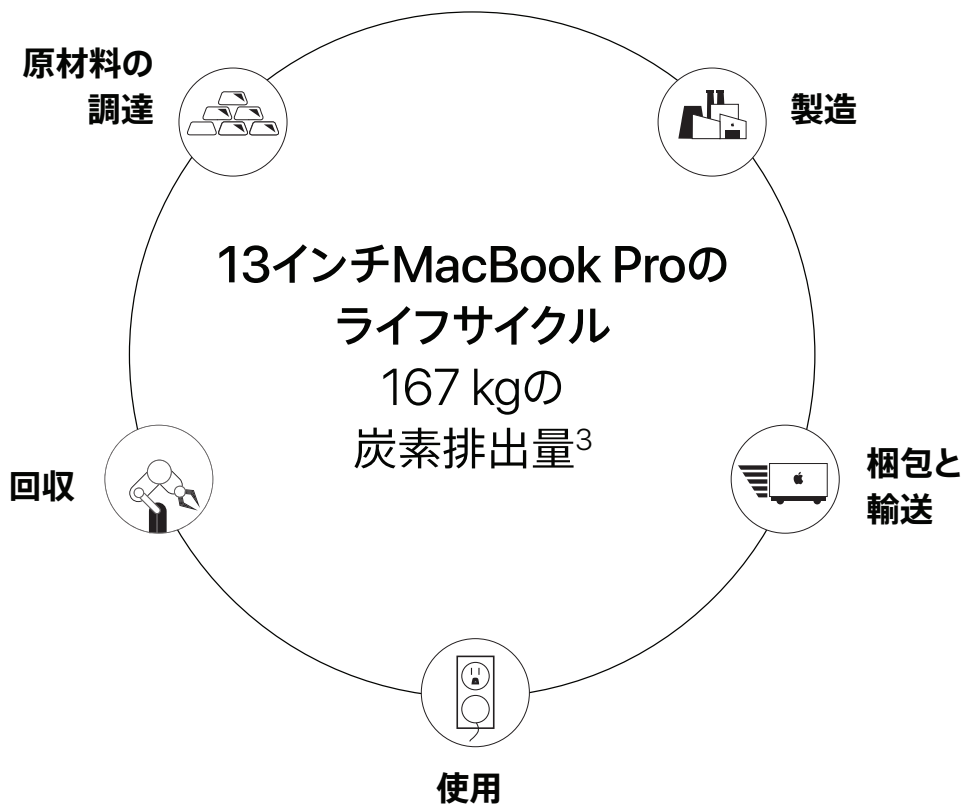 原材料の
調達
製造
13インチMacBook Proの
ライフサイクル
167 kgの
炭素排出量³
回収
梱包と
輸送
使用